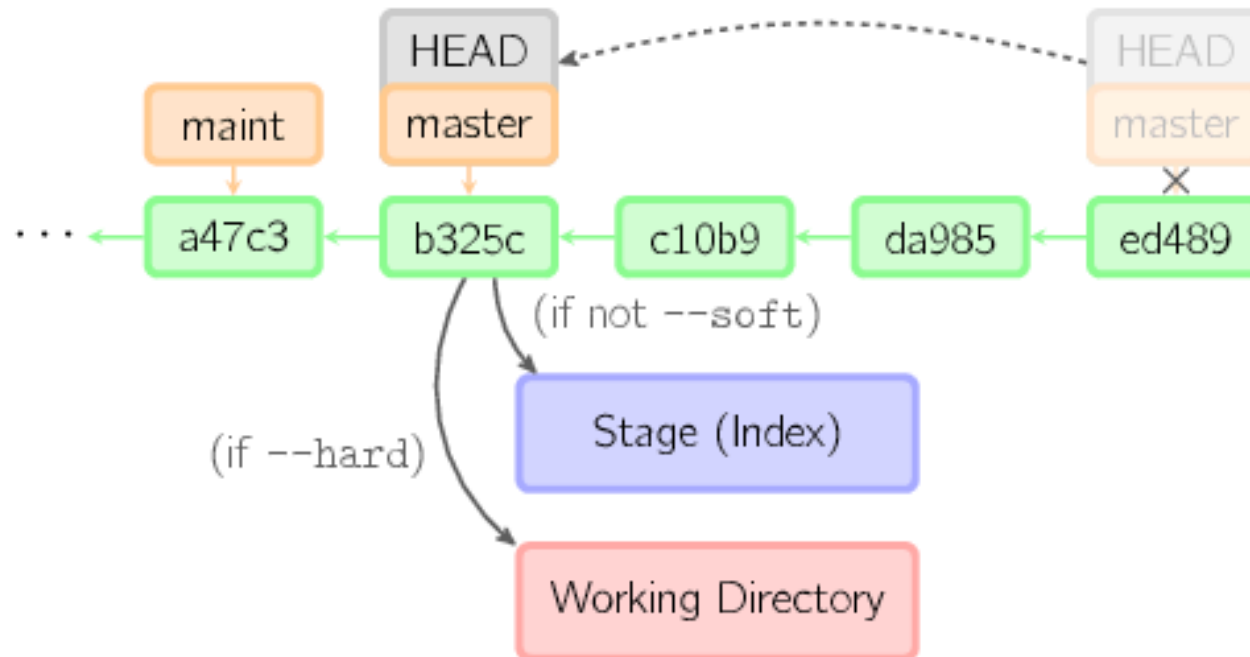 HEAD
HEAD
maint
master
master
...
a47c3
b325c
c10b9
da985
ed489
(if not --soft)
Stage (Index)
(if --hard)
Working Directory